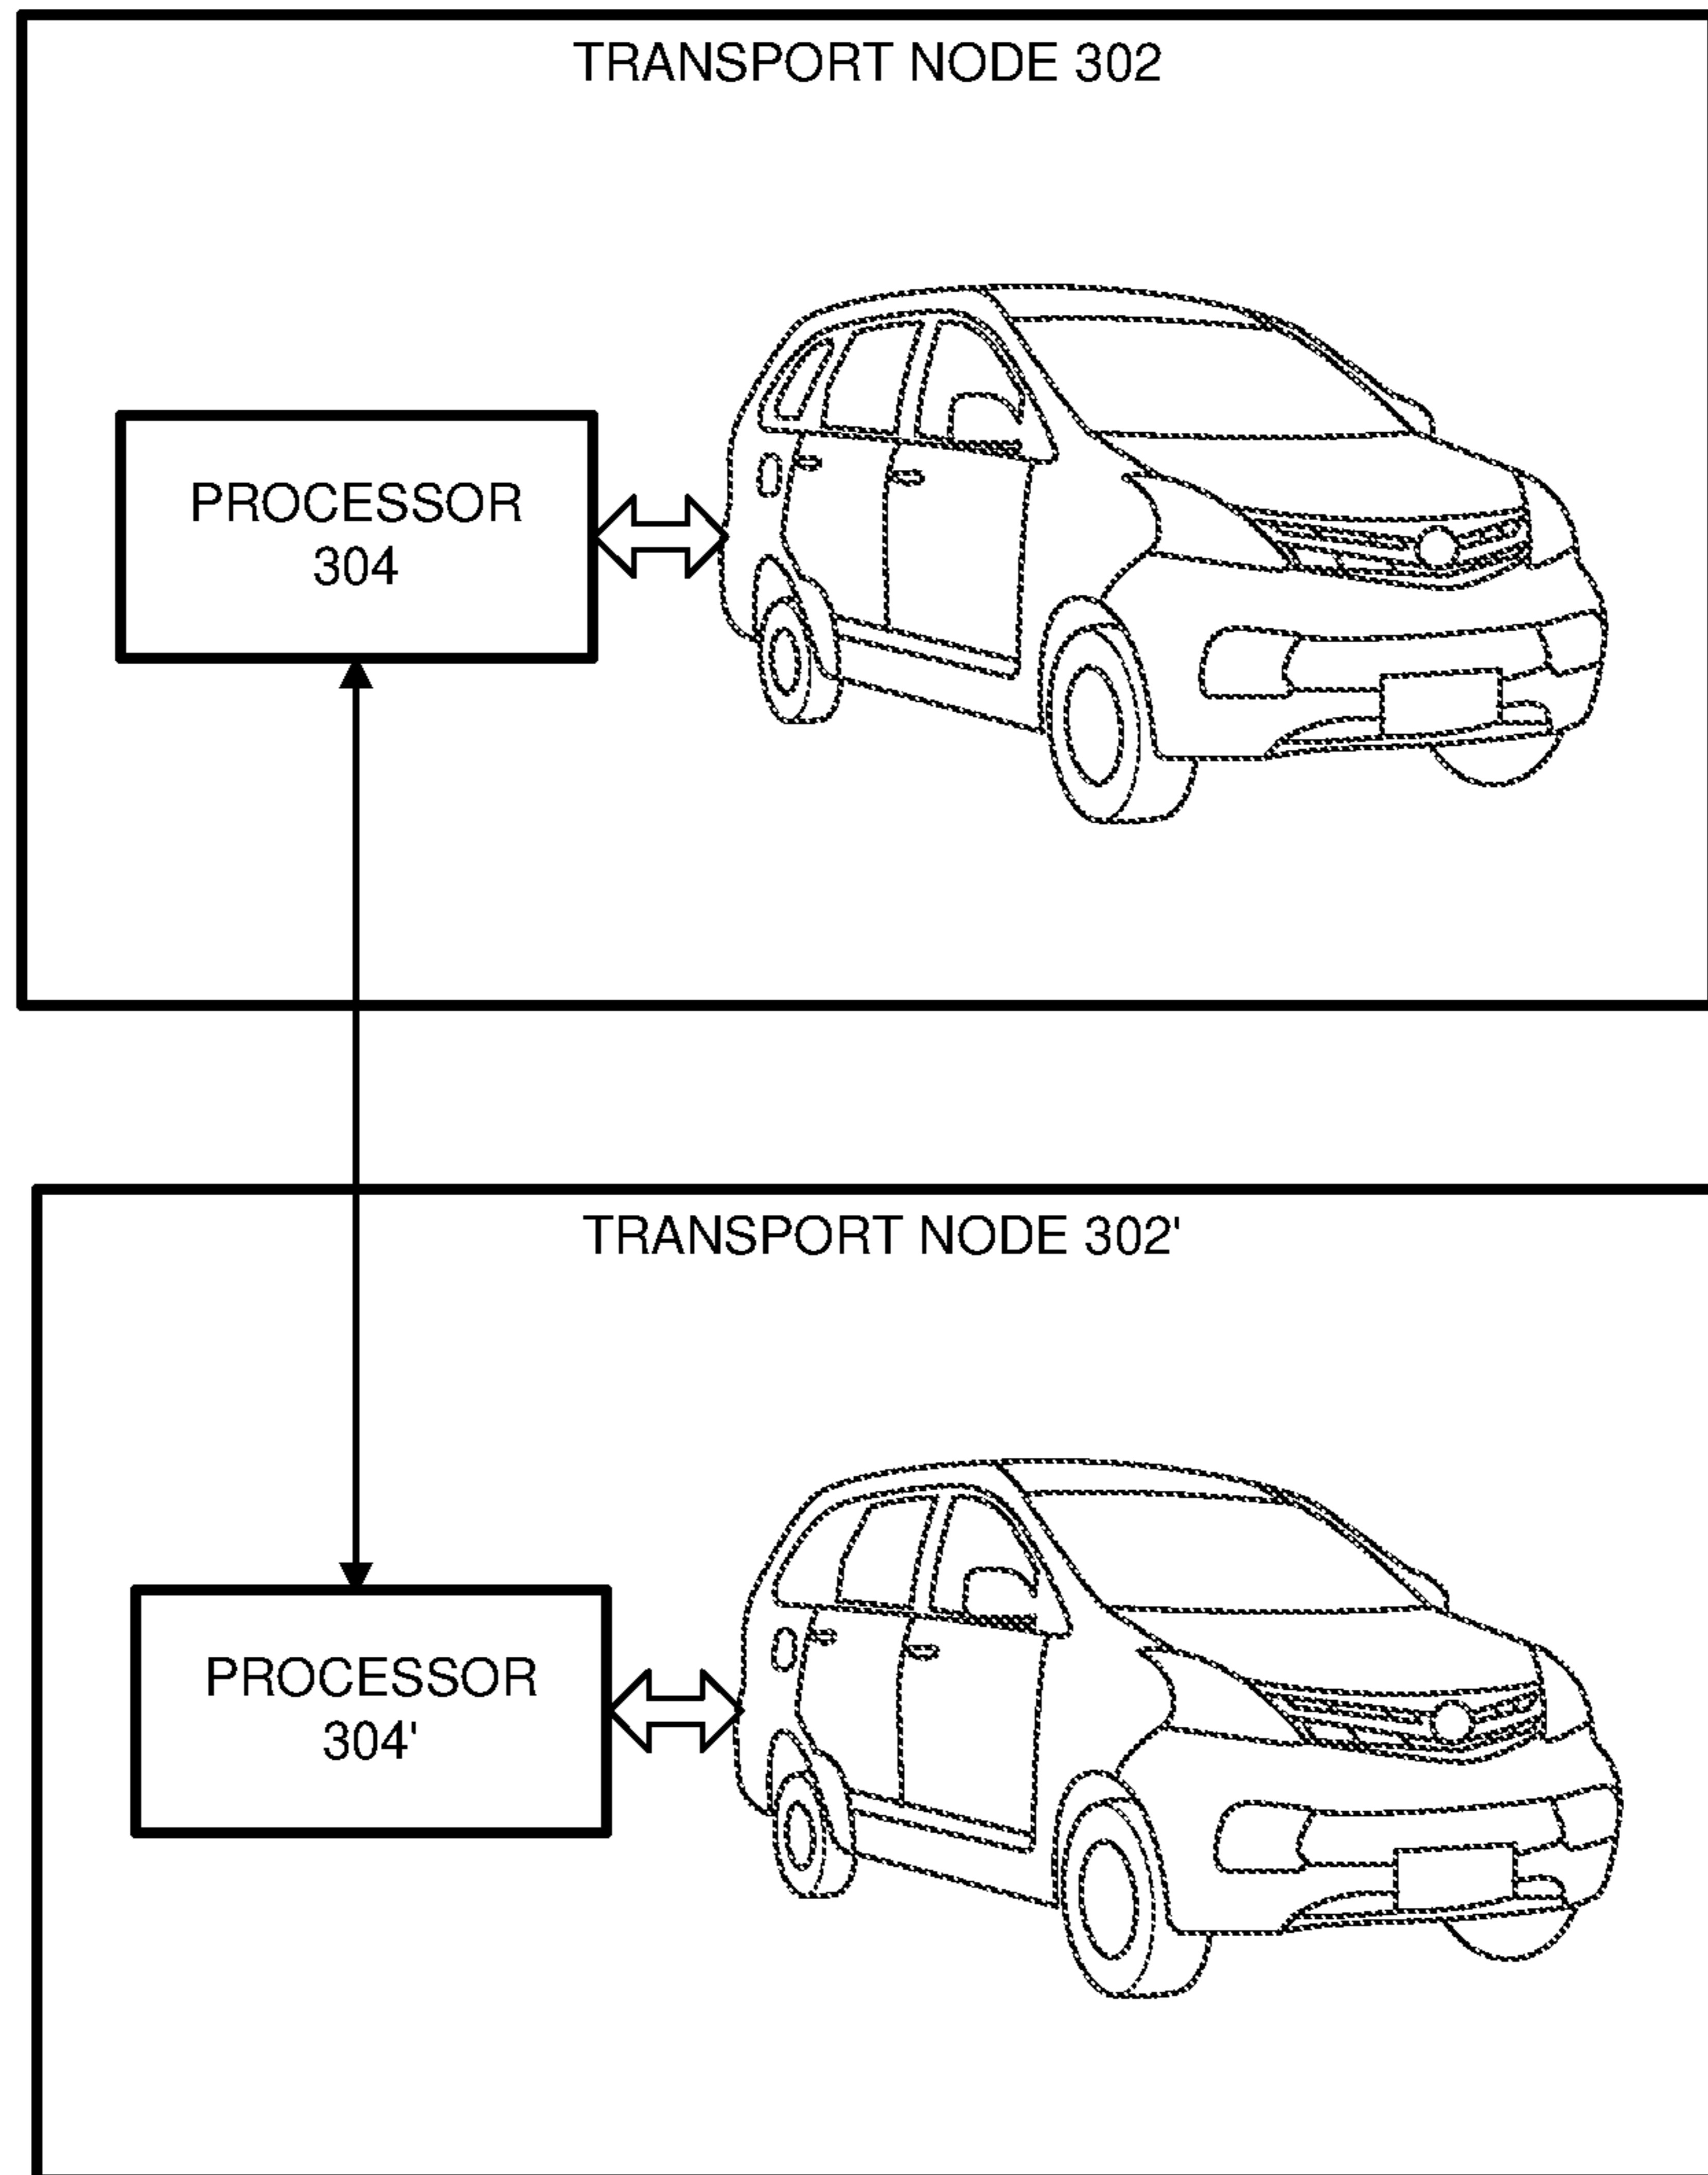 TRANSPORT NODE 302
PROCESSOR
304
TRANSPORT NODE 302'
PROCESSOR
304'